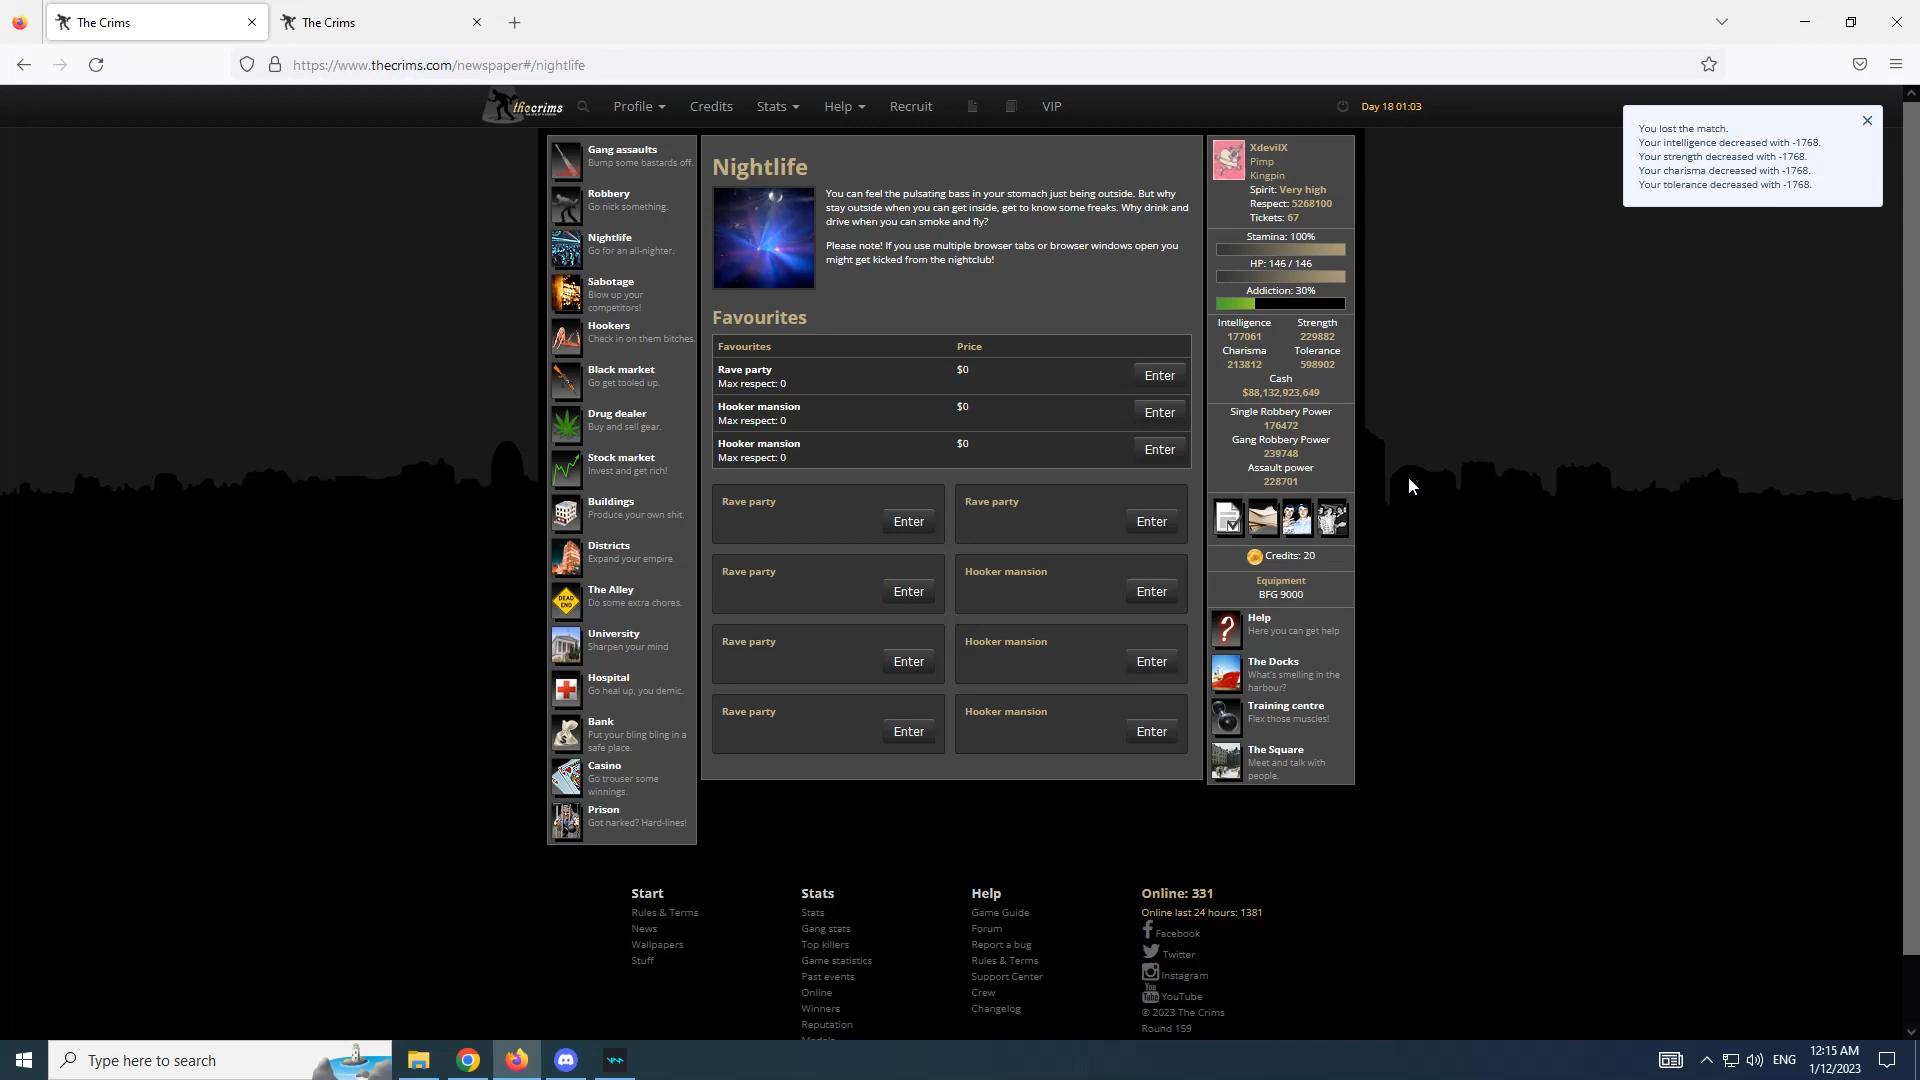 The Crims
The Crims
https://www.thecrims.com/newspaper#/nightlife
thecrims
Profile
Credits
Stats
Help
Recruit
VIP
Day 18 01:03
You lost the match.
Your intelligence decreased with -1768.
Your strength decreased with -1768.
Your charisma decreased with -1768.
Your tolerance decreased with -1768.
Gang assaults
Bump some bastards off.
Robbery
Go nick something.
Nightlife
Go for an all-nighter.
Sabotage
Blow up your
competitors!
Hookers
Check in on them bitches.
Black market
Go get tooled up.
Drug dealer
Buy and sell gear.
Stock market
Invest and get rich!
Buildings
Produce your own shit.
Districts
Expand your empire
DEAD
END
The Alley
Do some extra chores.
University
Sharpen your mind
Hospital
Go heal up, you demic.
Bank
Put your bling bling in a
safe place.
Casino
Go trouser some
winnings.
Prison
Got narked? Hard-lines!
Nightlife
You can feel the pulsating bass in your stomach just being outside. But why
stay outside when you can get inside, get to know some freaks. Why drink and
drive when you can smoke and fly?
Please note! If you use multiple browser tabs or browser windows open you
might get kicked from the nightclub!
Favourites
Favourites Price
Rave party $0 Enter
Max respect: 0
Hooker mansion $0 Enter
Max respect: 0
Hooker mansion $0 Enter
Max respect: 0
Rave party
Enter
Rave party
Enter
Rave party
Enter
Hooker mansion
Enter
Rave party
Enter
Hooker mansion
Enter
Rave party
Enter
Hooker mansion
Enter
XdevilX
Pimp
Kingpin
Spirit: Very high
Respect: 5268100
Tickets: 67
Stamina: 100%
HP: 146 / 146
Addiction: 30%
Intelligence Strength
177061 229882
Charisma Tolerance
213812 598902
Cash
$88,132,923,649
Single Robbery Power
176472
Gang Robbery Power
239748
Assault power
228701
Credits: 20
Equipment
BFG 9000
Help
Here you can get help
The Docks
What's smelling in the
harbour?
Training centre
Flex those muscles!
The Square
Meet and talk with
people.
Start
Rules & Terms
News
Wallpapers
Stuff
Stats
Stats
Gang stats
Top killers
Game statistics
Past events
Online
Winners
Reputation
Help
Game Guide
Forum
Report a bug
Rules & Terms
Support Center
Crew
Changelog
Online: 331
Online last 24 hours: 1381
Facebook
Twitter
Instagram
You
Tube
YouTube
© 2023 The Crims
Round 159
Type here to search
ENG
12:15 AM
1/12/2023